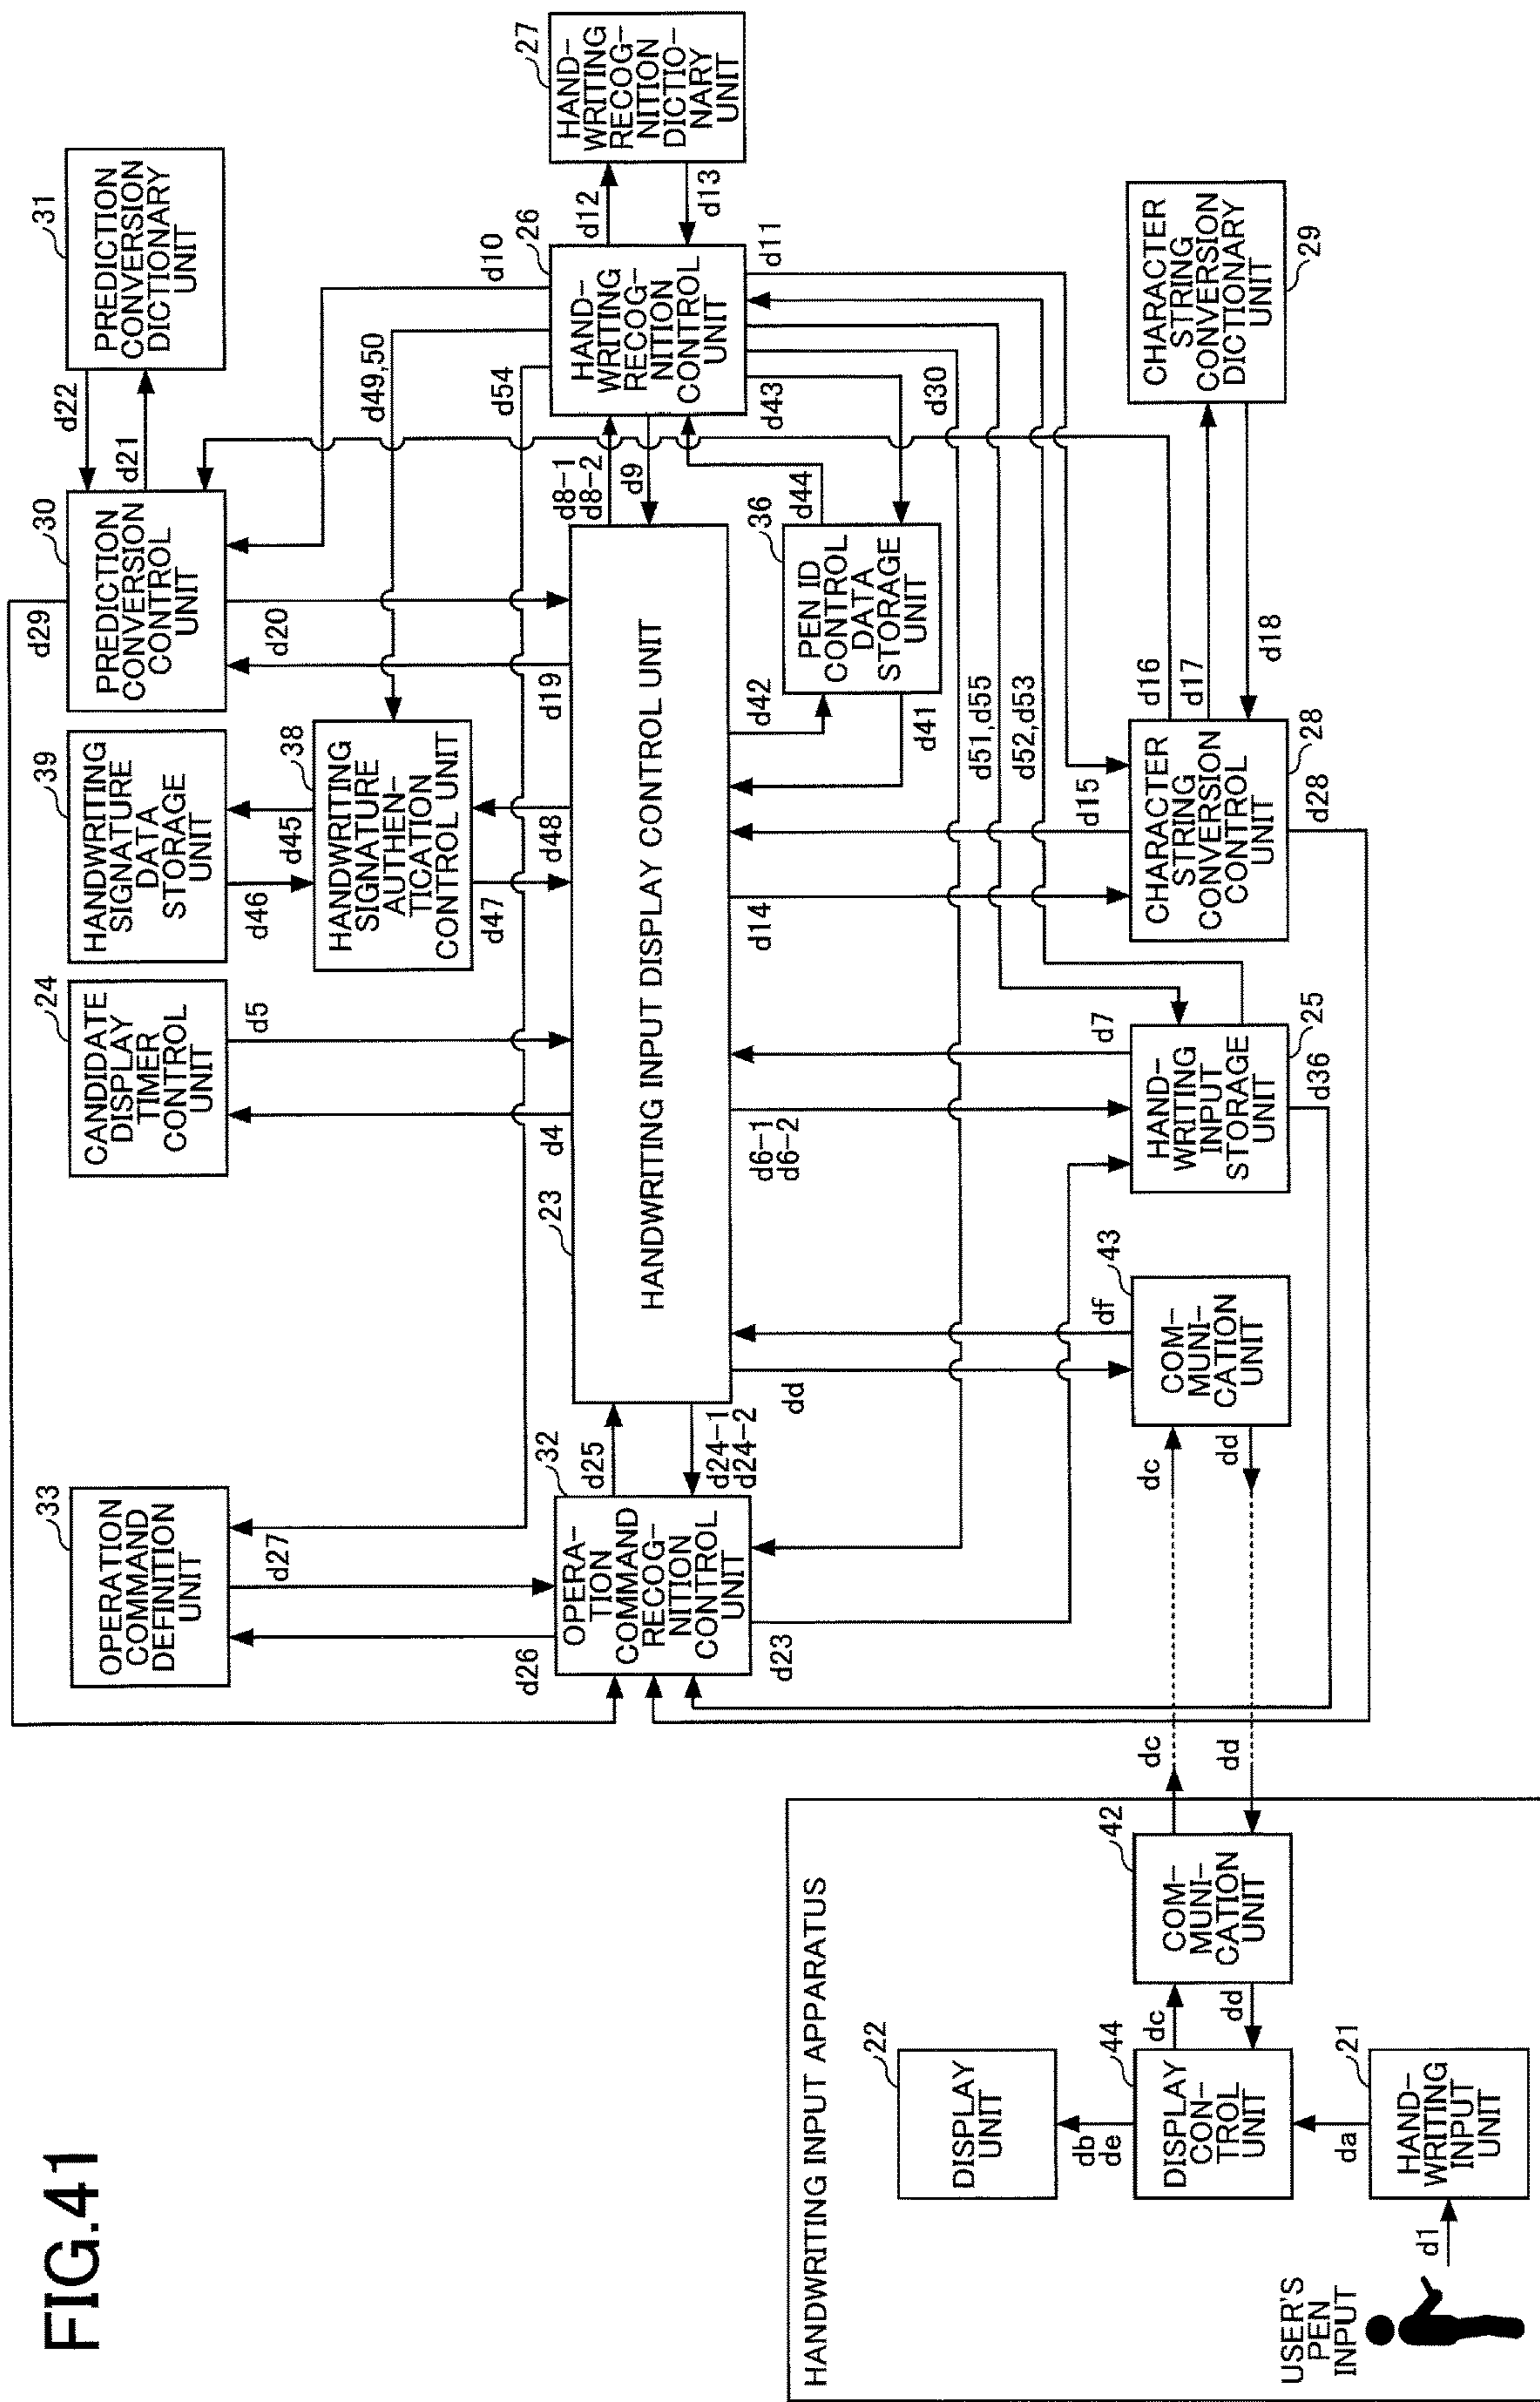 FIG.41
HANDWRITING INPUT APPARATUS
USER'S
PEN
INPUT
d1
HAND-
WRITING
INPUT
UNIT
21
da
DISPLAY
CON-
TROL
UNIT
44
db
de
DISPLAY
UNIT
22
dc
dd
COM-
MUNI-
CATION
UNIT
42
dc
dd
dc
dd
COM-
MUNI-
CATION
UNIT
43
dd
df
OPERATION
COMMAND
DEFINITION
UNIT
33
d26
d27
OPERA-
TION
COMMAND
RECOG-
NITION
CONTROL
UNIT
32
d23
d25
d24-1
d24-2
HANDWRITING INPUT DISPLAY CONTROL UNIT
23
CANDIDATE
DISPLAY
TIMER
CONTROL
UNIT
24
d4
d5
HANDWRITING
SIGNATURE
DATA
STORAGE
UNIT
39
d46
d45
HANDWRITING
SIGNATURE
AUTHEN-
TICATION
CONTROL UNIT
38
d47
d48
PREDICTION
CONVERSION
CONTROL
UNIT
30
d29
d19
d20
d22
d21
PREDICTION
CONVERSION
DICTIONARY
UNIT
31
d49,50
d54
d10
HAND-
WRITING
RECOG-
NITION
CONTROL
UNIT
26
d8-1
d8-2
d9
d12
d13
HAND-
WRITING
RECOG-
NITION
DICTIO-
NARY
UNIT
27
d44
d43
d30
d11
PEN ID
CONTROL
DATA
STORAGE
UNIT
36
d42
d41
d51,d55
d52,d53
d6-1
d6-2
d7
HAND-
WRITING
INPUT
STORAGE
UNIT
25
d36
d14
d15
CHARACTER
STRING
CONVERSION
CONTROL
UNIT
28
d28
d16
d17
d18
CHARACTER
STRING
CONVERSION
DICTIONARY
UNIT
29